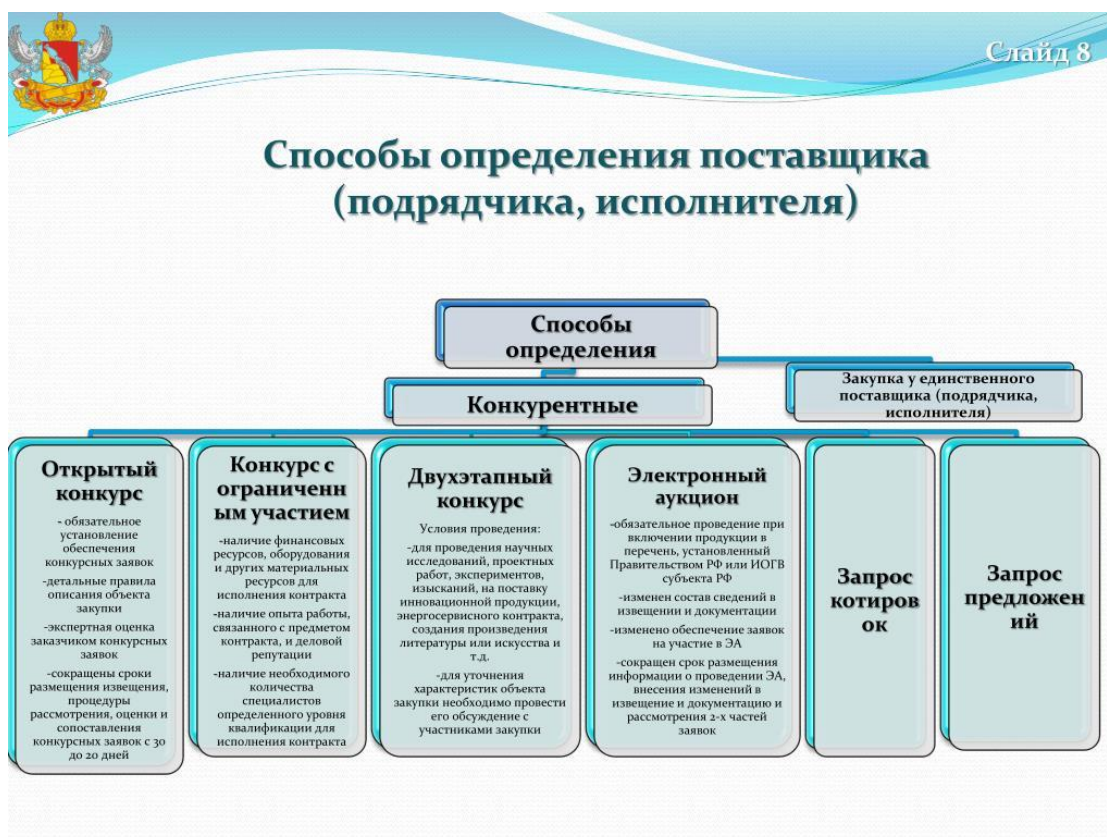 Слайд 8
Способы определения поставщика
(подрядчика, исполнителя)
Способы
определения
Закупка у единственного
поставщика (подрядчика,
исполнителя)
Конкурентные
Открытый
конкурс
- обязательное
установление
обеспечения
конкурсных заявок
-детальные правила
описания объекта
закупки
-экспертная оценка
заказчиком конкурсных
заявок
-сокращены сроки
размещения извещения,
процедуры
рассмотрения, оценки и
сопоставления
конкурсных заявок с 30
до 20 дней
Конкурс с
ограниченн
ым участием
-наличие финансовых
ресурсов, оборудования
и других материальных
ресурсов для
исполнения контракта
-наличие опыта работы,
связанного с предметом
контракта, и деловой
репутации
-наличие необходимого
количества
специалистов
определенного уровня
квалификации для
исполнения контракта
Двухэтапный
конкурс
Условия проведения:
-для проведения научных
исследований, проектных
работ, экспериментов,
изысканий, на поставку
инновационной продукции,
энергосервисного контракта,
создания произведения
литературы или искусства и
т.д.
-для уточнения
характеристик объекта
закупки необходимо провести
его обсуждение с
участниками закупки
Электронный
аукцион
-обязательное проведение при
включении продукции в
перечень, установленный
Правительством РФ или ИОГВ
субъекта РФ
-изменен состав сведений в
извещении и документации
-изменено обеспечение заявок
на участие в ЭА
-сокращен срок размещения
информации о проведении ЭА,
внесения изменений в
извещение и документацию и
рассмотрения 2-х частей
заявок
Запрос
котиров
ок
Запрос
предложен
ий